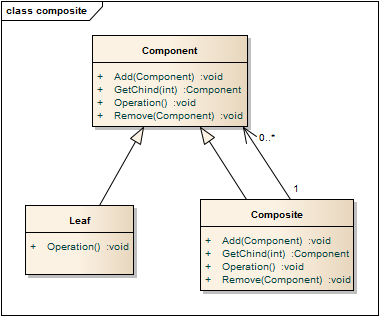 class composite
Component
+ Add(Component) :void
+ GetChind(int) :Component
+ Operation() :void
+ Remove(Component) :void
0..*
1
Leaf
+ Operation() :void
Composite
+ Add(Component) :void
+ GetChind(int) :Component
+ Operation() :void
+ Remove(Component) :void